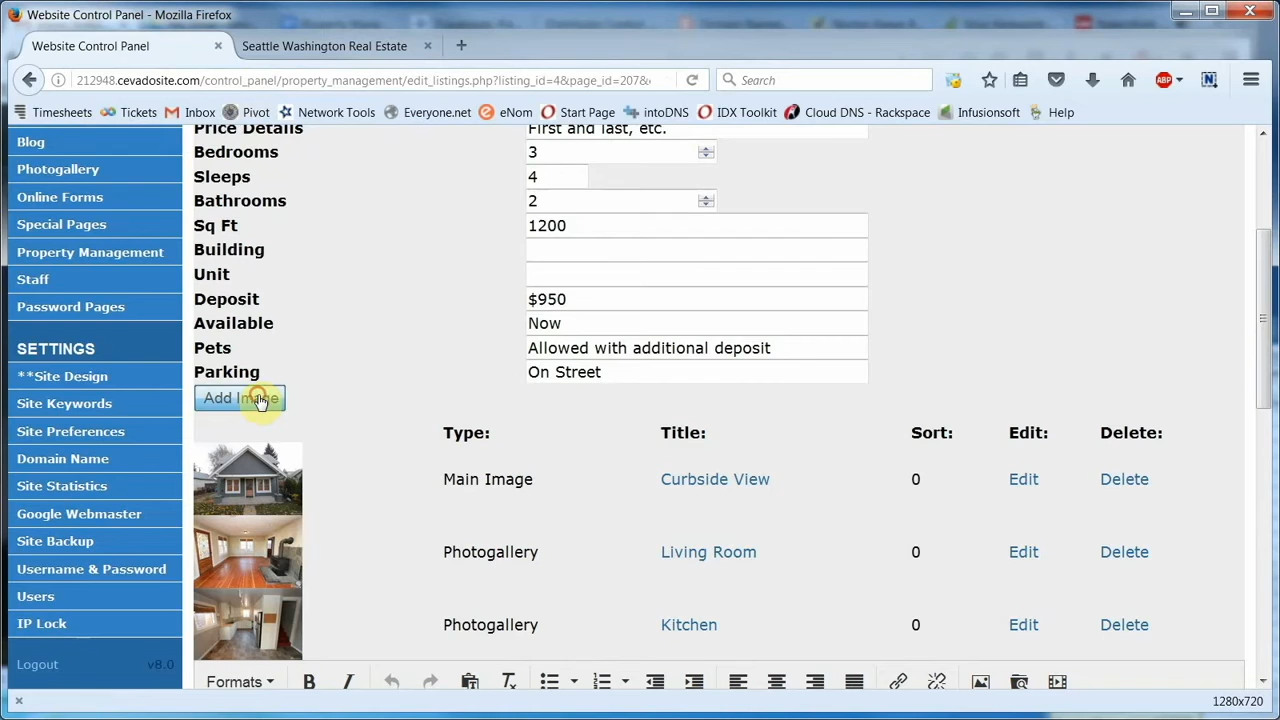 Website Control Panel - Mozilla Firefox
Website Control Panel
Seattle Washington Real Estate
212948.cevadosite.com/control_panel/property_management/edit_listings.php?listing_id=4&page_id=207&
Search
Timesheets Tickets Inbox Pivot Network Tools Everyone.net eNom Start Page intoDNS IDX Toolkit Cloud DNS - Rackspace Infusionsoft Help
Blog
Photogallery
Online Forms
Special Pages
Property Management
Staff
Password Pages
SETTINGS
**Site Design
Site Keywords
Site Preferences
Domain Name
Site Statistics
Google Webmaster
Site Backup
Username & Password
Users
IP Lock
Logout v8.0
Price Details First and last, etc.
Bedrooms 3
Sleeps 4
Bathrooms 2
Sq Ft 1200
Building
Unit
Deposit $950
Available Now
Pets Allowed with additional deposit
Parking On Street
Add Image
Type: Title: Sort: Edit: Delete:
Main Image Curbside View 0 Edit Delete
Photogallery Living Room 0 Edit Delete
Photogallery Kitchen 0 Edit Delete
Formats
1280x720